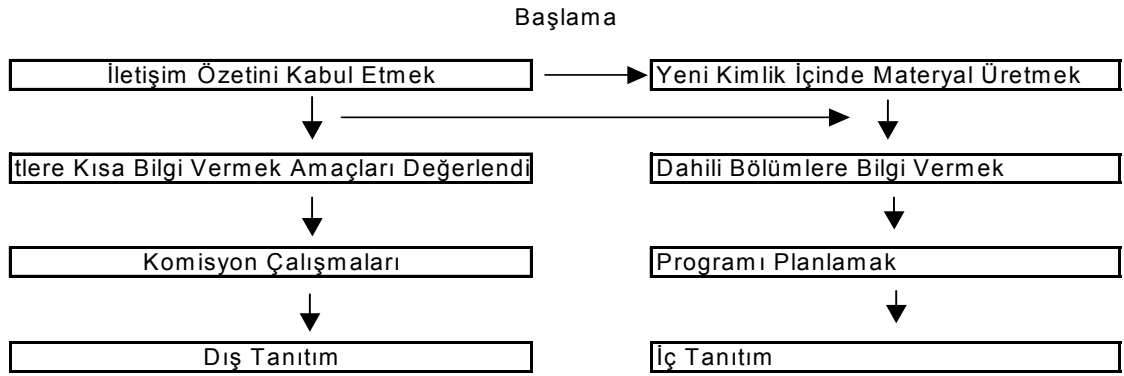 Başlama
İletişim Özetini Kabul Etmek
Yeni Kimlik İçinde Materyal Üretmek
tlere Kısa Bilgi Vermek Amaçları Değerlendi
Dahili Bölümlere Bilgi Vermek
Komisyon Çalışmaları
Programı Planlamak
Dış Tanıtım
İç Tanıtım